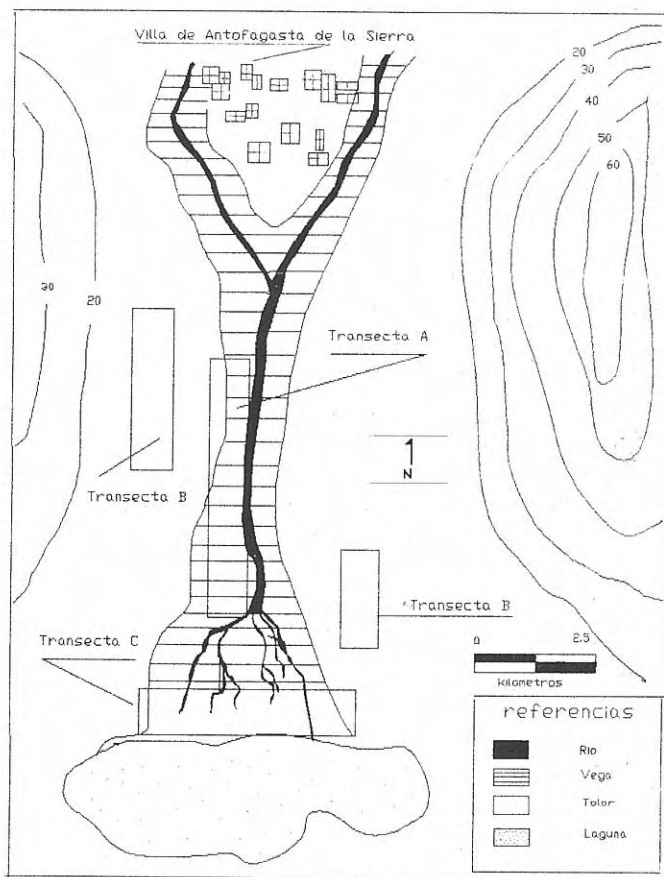 Villa de Antofagasta de la Sierra
20
30
40
50
60
30
20
Transecta A
N
Transecta B
Transecta B
Transecta C
0 2.5
kilometros
referencias
Rio
Vega
Tolar
Laguna